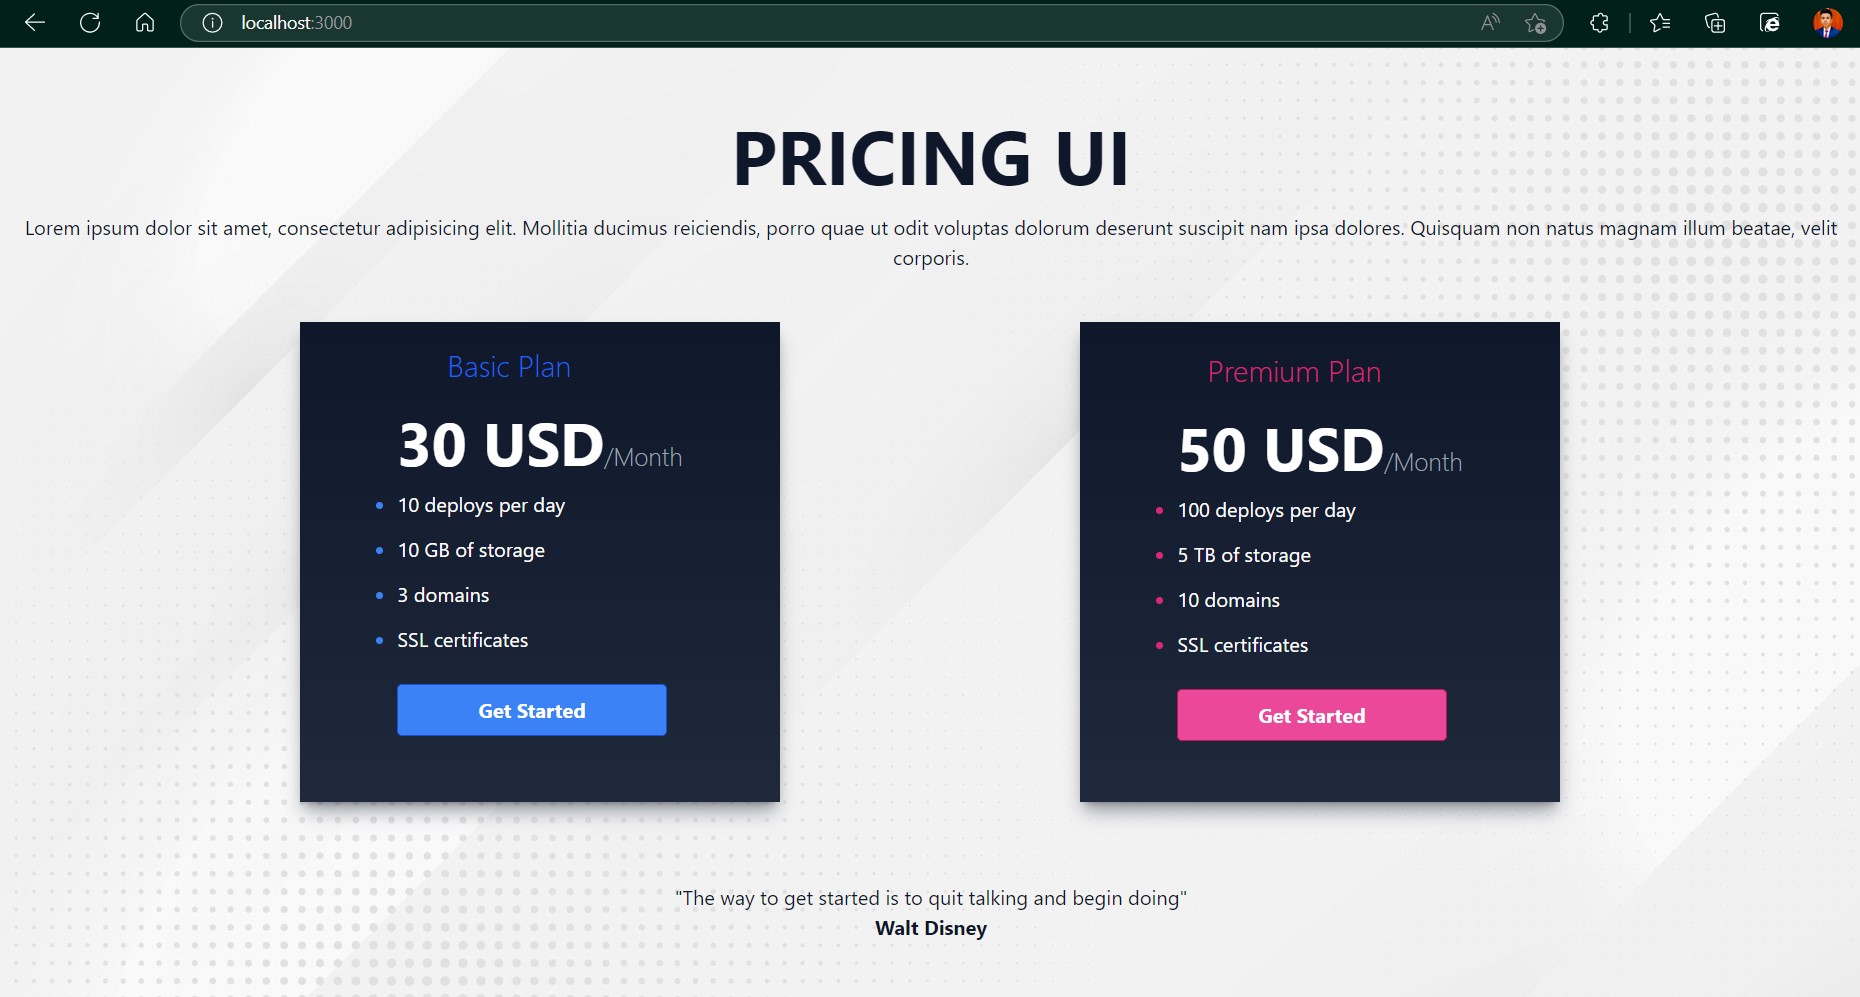 localhost:3000
PRICING UI
Lorem ipsum dolor sit amet, consectetur adipisicing elit. Mollitia ducimus reiciendis, porro quae ut odit voluptas dolorum deserunt suscipit nam ipsa dolores. Quisquam non natus magnam illum beatae, velit
corporis.
Basic Plan
30 USD/Month
10 deploys per day
10 GB of storage
3 domains
SSL certificates
Get Started
Premium Plan
50 USD/Month
100 deploys per day
5 TB of storage
10 domains
SSL certificates
Get Started
"The way to get started is to quit talking and begin doing"
Walt Disney